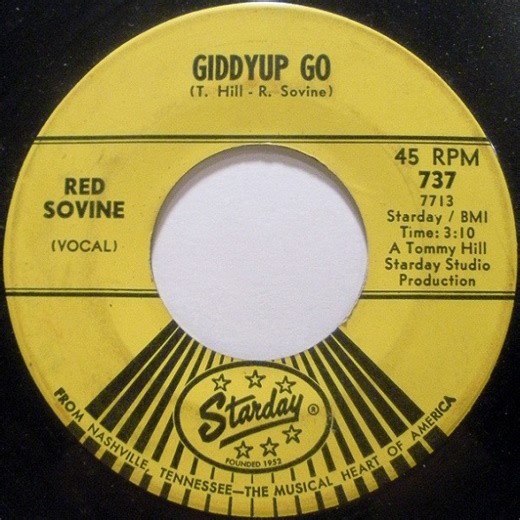 GIDDYUP GO
(T. Hill - R. Sovine)
RED
SOVINE
(VOCAL)
45 RPM
737
7713
Starday / BMI
Time: 3:10
A Tommy Hill
Starday Studio
Production
Starday ®
FOUNDED 1952
FROM NASHVILLE, TENNESSEE—THE MUSICAL HEART OF AMERICA